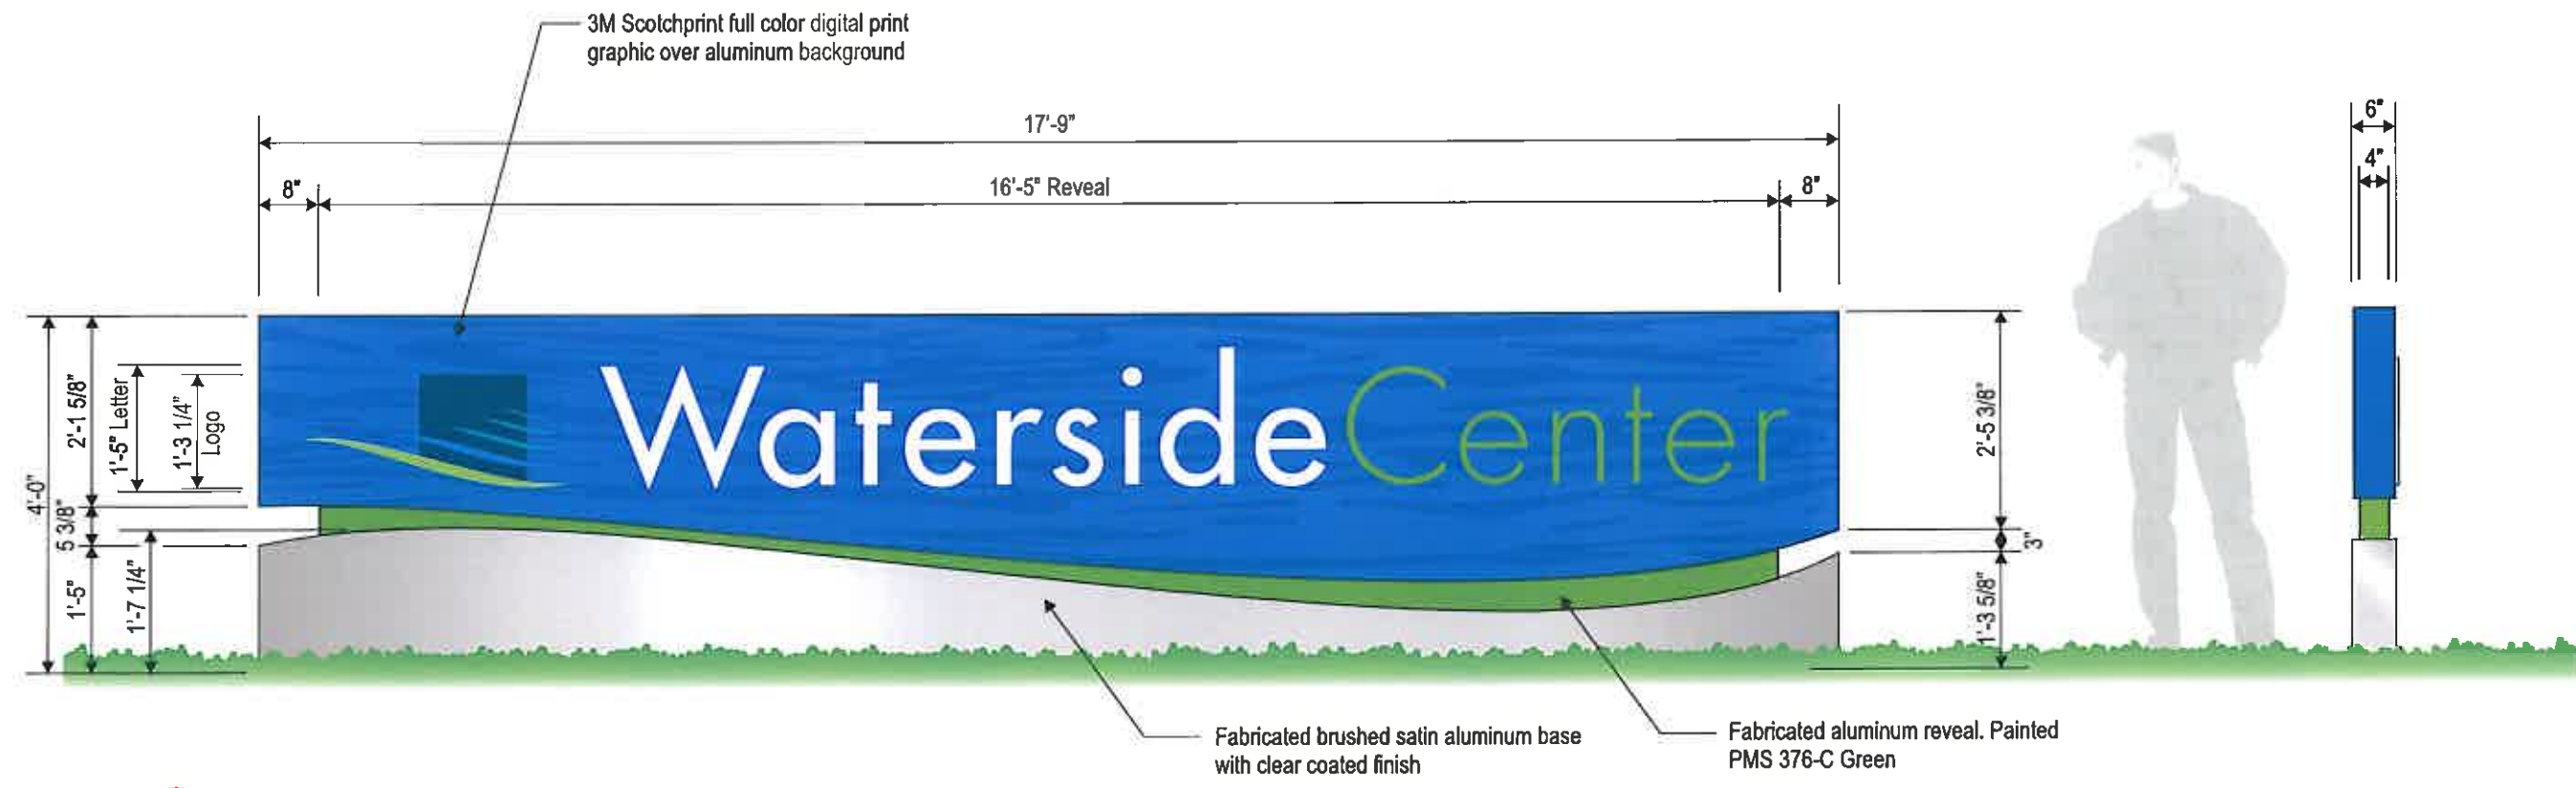 3M Scotchprint full color digital print
graphic over aluminum background
17'-9"
6"
4"
8"
16'-5" Reveal
8"
WatersideCenter
4'-0"
2'-1 5/8"
1'-5" Letter
1'-3 1/4"
Logo
5 3/8"
1'-5"
1'-7 1/4"
2'-5 3/8"
3"
1'-3 5/8"
Fabricated brushed satin aluminum base
with clear coated finish
Fabricated aluminum reveal. Painted
PMS 376-C Green